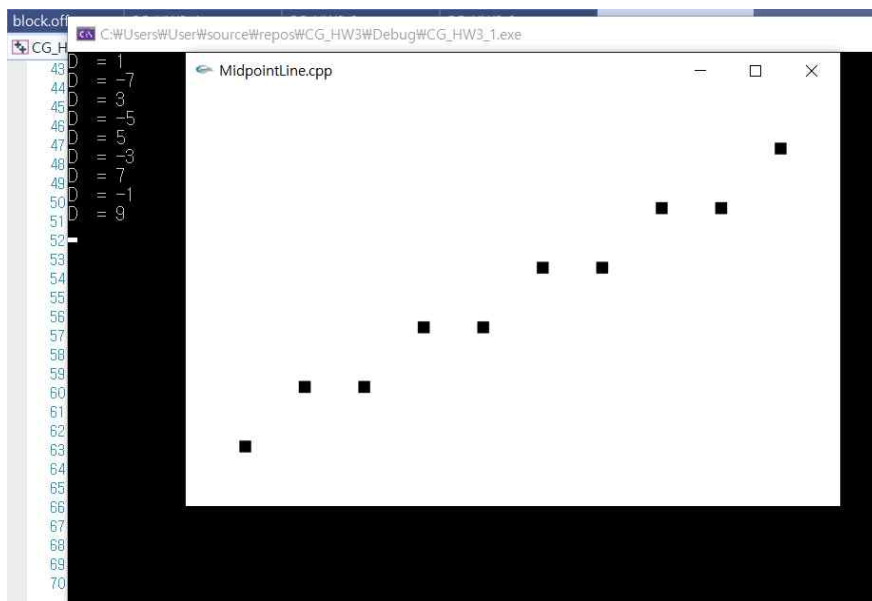 block.off
C:₩Users₩User₩source₩repos₩CG_HW3₩Debug₩CG_HW3_1.exe
CG_H
MidpointLine.cpp
43
44
45
46
47
48
49
50
51
52
53
54
55
56
57
58
59
60
61
62
63
64
65
66
67
68
69
70
D = 1
D = -7
D = 3
D = -5
D = 5
D = -3
D = 7
D = -1
D = 9